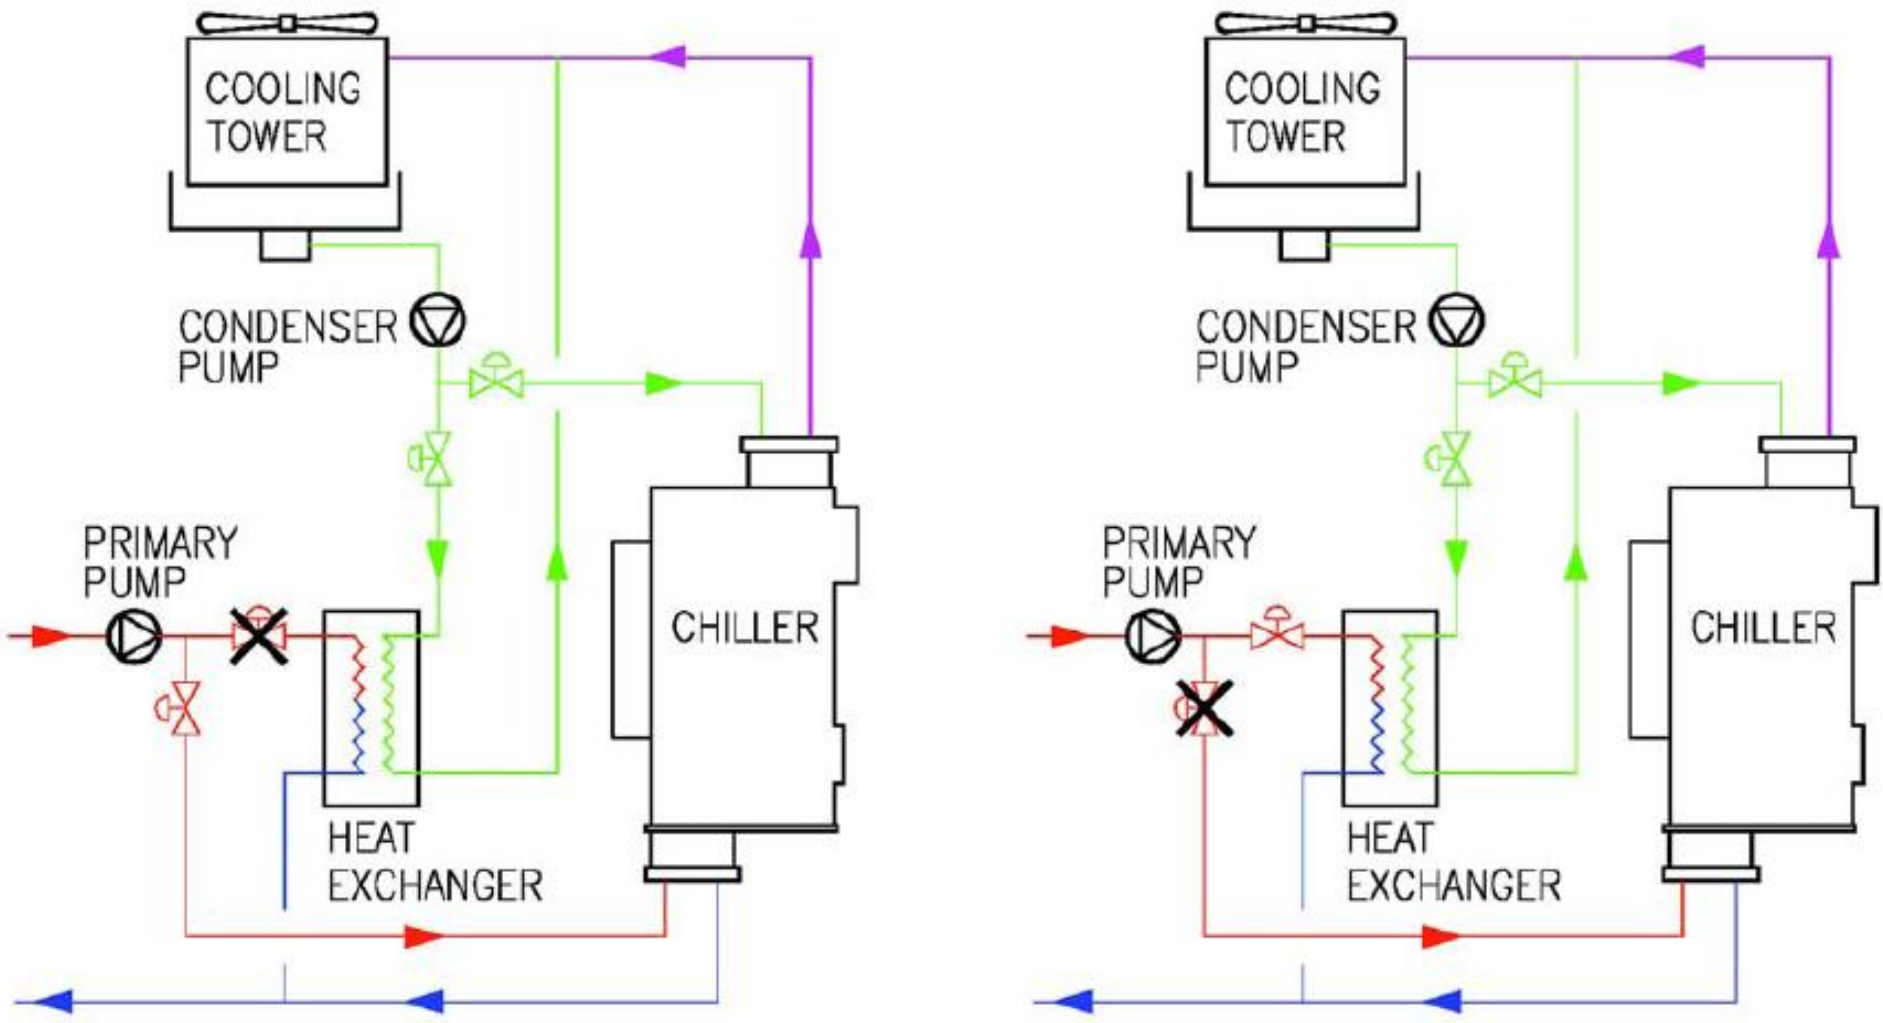 COOLING
TOWER
CONDENSER
PUMP
PRIMARY
PUMP
CHILLER
HEAT
EXCHANGER
COOLING
TOWER
CONDENSER
PUMP
PRIMARY
PUMP
CHILLER
HEAT
EXCHANGER